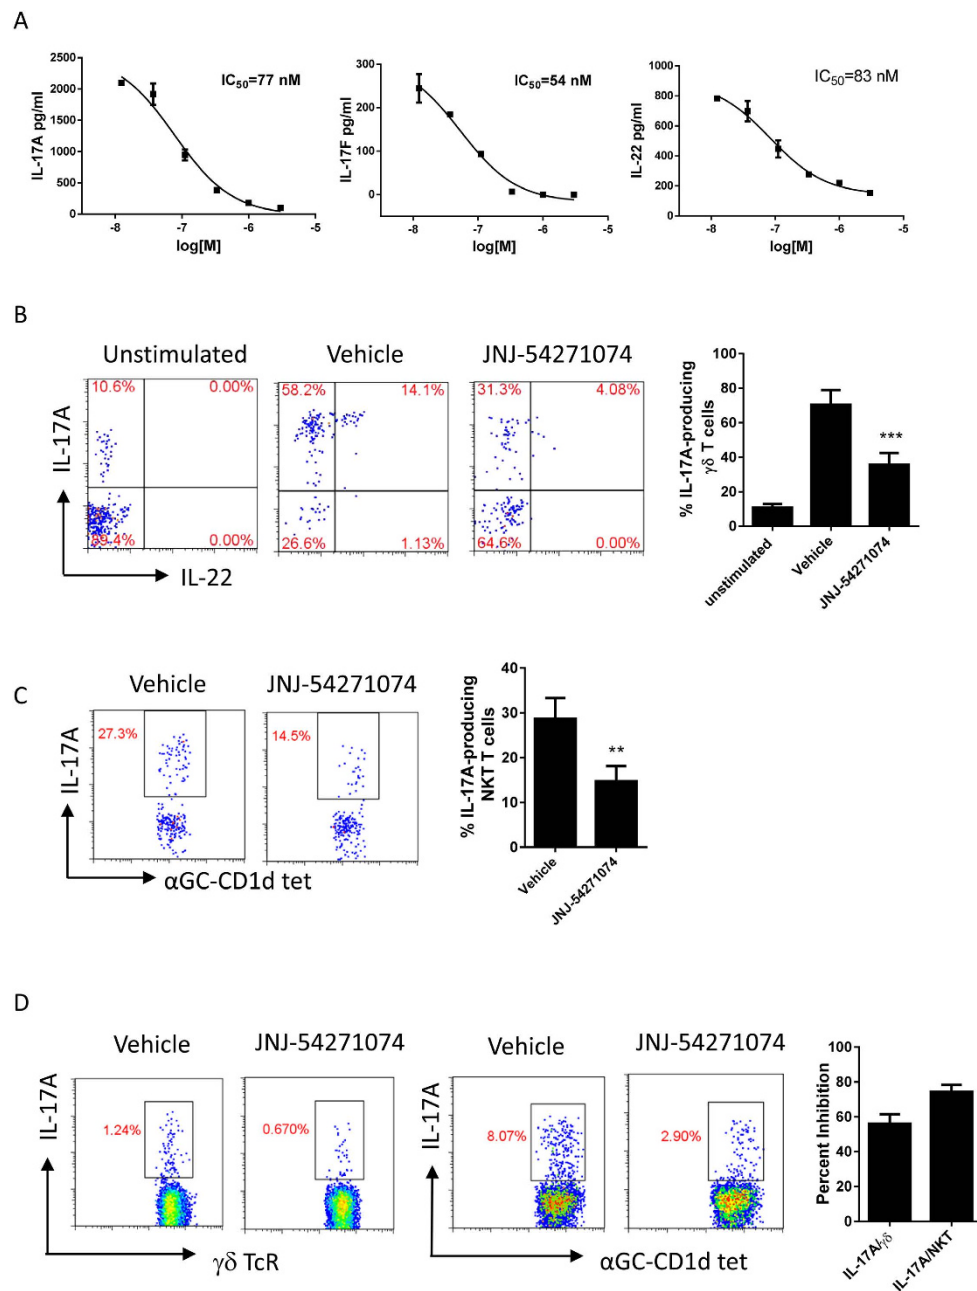 A
IL-17A pg/ml
2500
2000
1500
1000
500
0
IC50=77 nM
-8 -7 -6 -5
log[M]
IL-17F pg/ml
300
200
100
0
IC50=54 nM
-8 -7 -6 -5
log[M]
IL-22 pg/ml
1000
800
600
400
200
0
IC50=83 nM
-8 -7 -6 -5
log[M]
B
Unstimulated
10.6% 0.00%
0.00%
IL-17A
IL-22
Vehicle
58.2% 14.1%
26.6% 1.13%
JNJ-54271074
31.3% 4.08%
64.6% 0.00%
% IL-17A-producing
γδ T cells
100
80
60
40
20
0
***
unstimulated
Vehicle
JNJ-54271074
C
Vehicle
27.3%
IL-17A
αGC-CD1d tet
JNJ-54271074
14.5%
% IL-17A-producing
NKT T cells
40
30
20
10
0
**
Vehicle
JNJ-54271074
D
Vehicle
1.24%
IL-17A
γδ TcR
JNJ-54271074
0.670%
Vehicle
8.07%
IL-17A
αGC-CD1d tet
JNJ-54271074
2.90%
Percent Inhibition
100
80
60
40
20
0
IL-17A/γδ
IL-17A/NKT